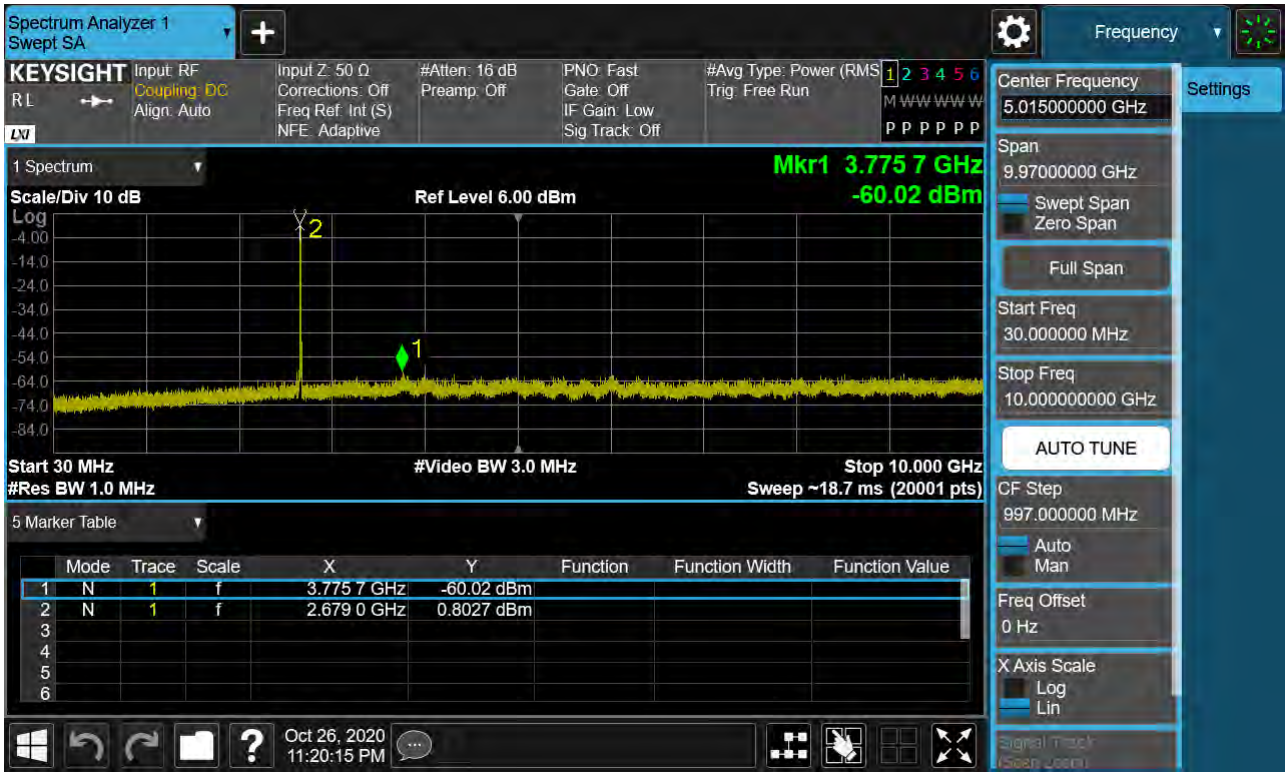 Spectrum Analyzer 1
Swept SA
Frequency
KEYSIGHT
RL
LXI
Input: RF
Coupling: DC
Align: Auto
Input Z: 50 Ω
Corrections: Off
Freq Ref: Int (S)
NFE: Adaptive
#Atten: 16 dB
Preamp: Off
PNO: Fast
Gate: Off
IF Gain: Low
Sig Track: Off
#Avg Type: Power (RMS
Trig: Free Run
1 2 3 4 5 6
M W W W W W
P P P P P P
1 Spectrum
Mkr1 3.775 7 GHz
-60.02 dBm
Scale/Div 10 dB
Ref Level 6.00 dBm
Log
-4.00
-14.0
-24.0
-34.0
-44.0
-54.0
-64.0
-74.0
-84.0
2
1
Start 30 MHz
#Video BW 3.0 MHz
Stop 10.000 GHz
#Res BW 1.0 MHz
Sweep ~18.7 ms (20001 pts)
5 Marker Table
Mode Trace Scale X Y Function Function Width Function Value
1 N 1 f 3.775 7 GHz -60.02 dBm
2 N 1 f 2.679 0 GHz 0.8027 dBm
3
4
5
6
Oct 26, 2020
11:20:15 PM
Center Frequency
5.015000000 GHz
Settings
Span
9.97000000 GHz
Swept Span
Zero Span
Full Span
Start Freq
30.000000 MHz
Stop Freq
10.000000000 GHz
AUTO TUNE
CF Step
997.000000 MHz
Auto
Man
Freq Offset
0 Hz
X Axis Scale
Log
Lin
Signal Track
(Span Zoom)